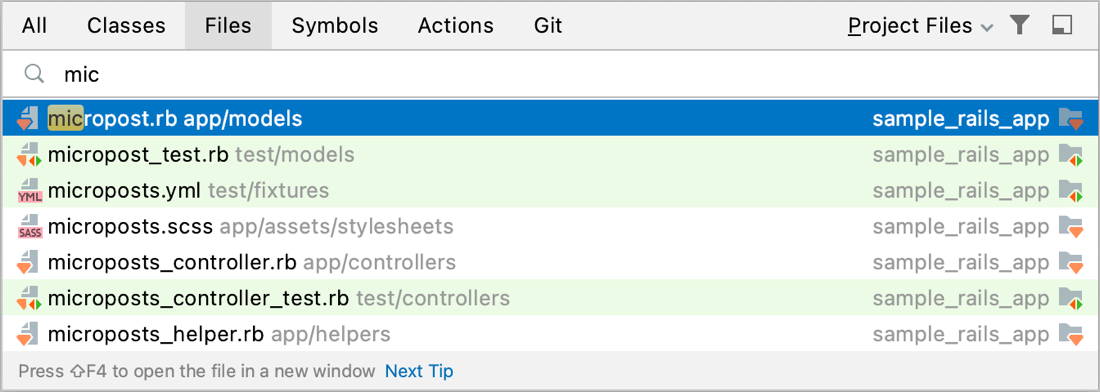 All Classes Files Symbols Actions Git Project Files
mic
micropost.rb app/models sample_rails_app
micropost_test.rb test/models sample_rails_app
YML microposts.yml test/fixtures sample_rails_app
SASS microposts.scss app/assets/stylesheets sample_rails_app
microposts_controller.rb app/controllers sample_rails_app
microposts_controller_test.rb test/controllers sample_rails_app
microposts_helper.rb app/helpers sample_rails_app
Press ⇧F4 to open the file in a new window Next Tip